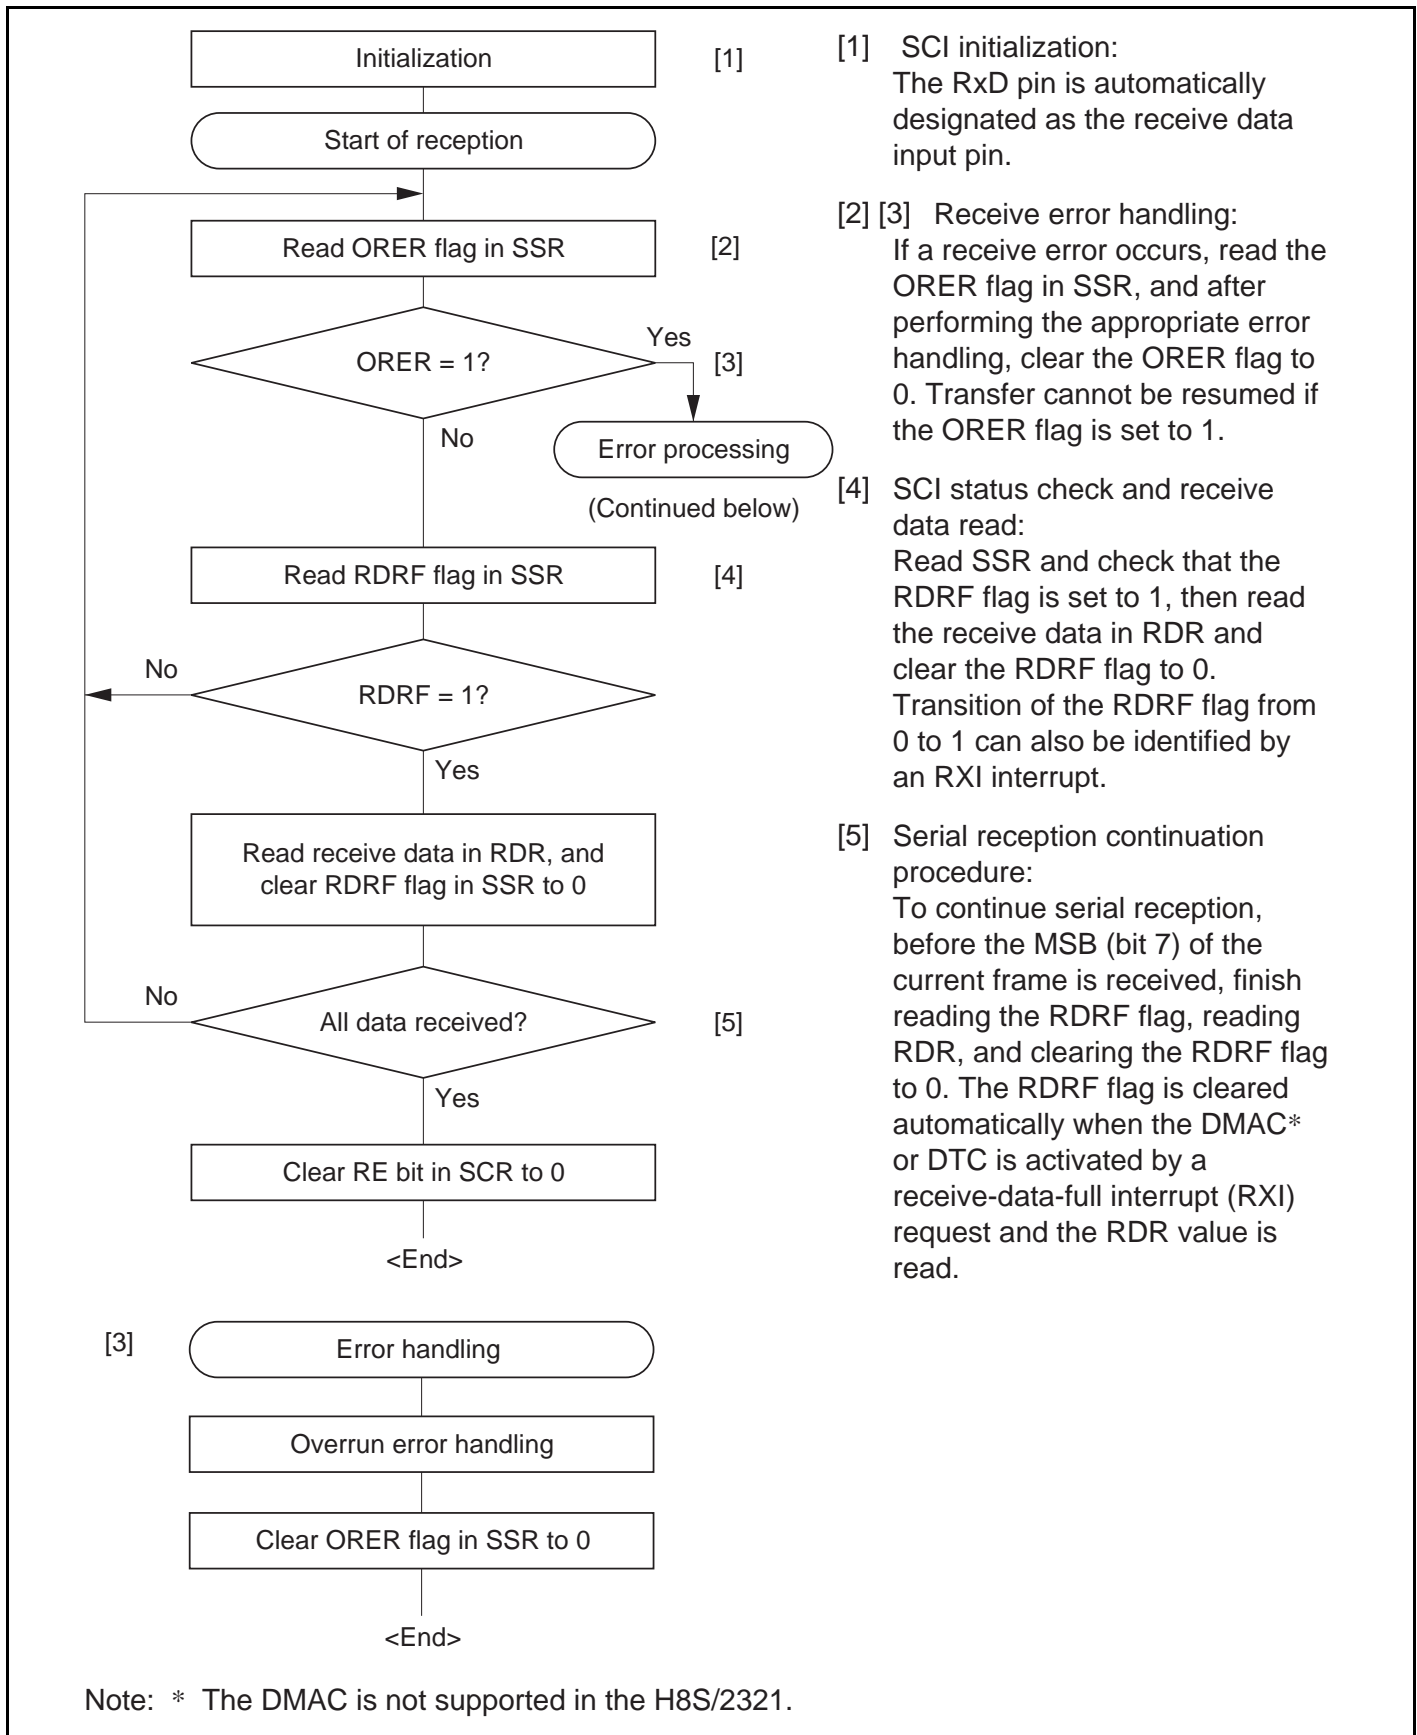 Initialization
[1]
Start of reception
Read ORER flag in SSR
[2]
ORER = 1?
Yes
[3]
No
Error processing
(Continued below)
Read RDRF flag in SSR
[4]
No
RDRF = 1?
Yes
Read receive data in RDR, and
clear RDRF flag in SSR to 0
No
All data received?
[5]
Yes
Clear RE bit in SCR to 0
<End>
[3]
Error handling
Overrun error handling
Clear ORER flag in SSR to 0
<End>
[1] SCI initialization:
The RxD pin is automatically
designated as the receive data
input pin.
[2] [3] Receive error handling:
If a receive error occurs, read the
ORER flag in SSR, and after
performing the appropriate error
handling, clear the ORER flag to
0. Transfer cannot be resumed if
the ORER flag is set to 1.
[4] SCI status check and receive
data read:
Read SSR and check that the
RDRF flag is set to 1, then read
the receive data in RDR and
clear the RDRF flag to 0.
Transition of the RDRF flag from
0 to 1 can also be identified by
an RXI interrupt.
[5] Serial reception continuation
procedure:
To continue serial reception,
before the MSB (bit 7) of the
current frame is received, finish
reading the RDRF flag, reading
RDR, and clearing the RDRF flag
to 0. The RDRF flag is cleared
automatically when the DMAC*
or DTC is activated by a
receive-data-full interrupt (RXI)
request and the RDR value is
read.
Note: * The DMAC is not supported in the H8S/2321.